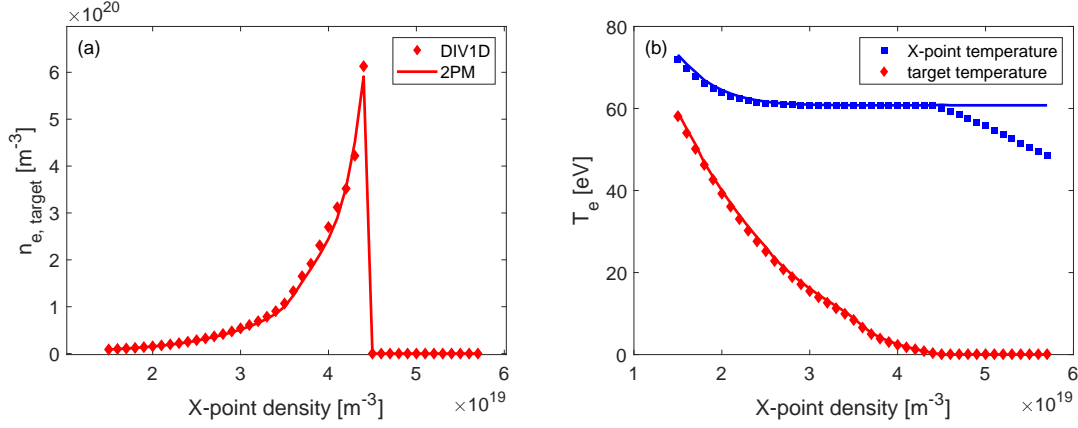 ×10^20
(a)
DIV1D
2PM
6
5
4
3
2
1
0
n_e, target [m^-3]
2
3
4
5
6
X-point density [m^-3]
×10^19
80
(b)
X-point temperature
target temperature
60
40
20
0
T_e [eV]
1
2
3
4
5
6
X-point density [m^-3]
×10^19